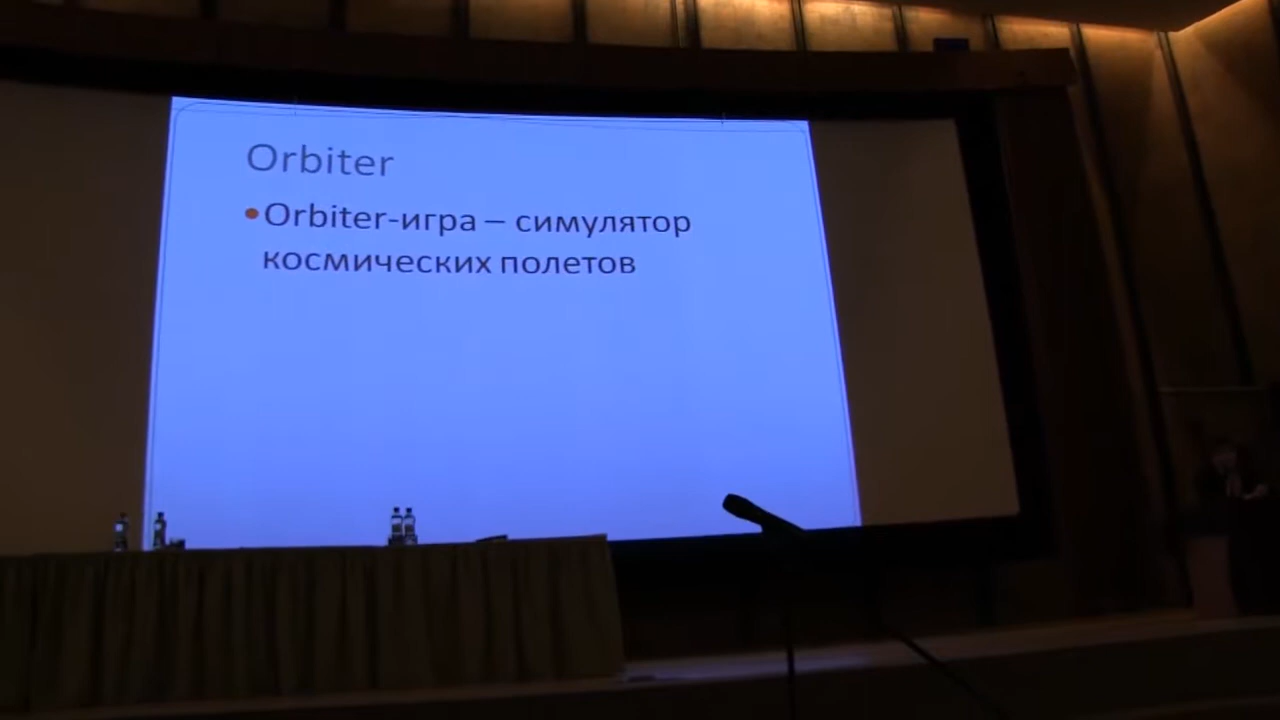 Orbiter
•Orbiter-игра – симулятор
космических полетов